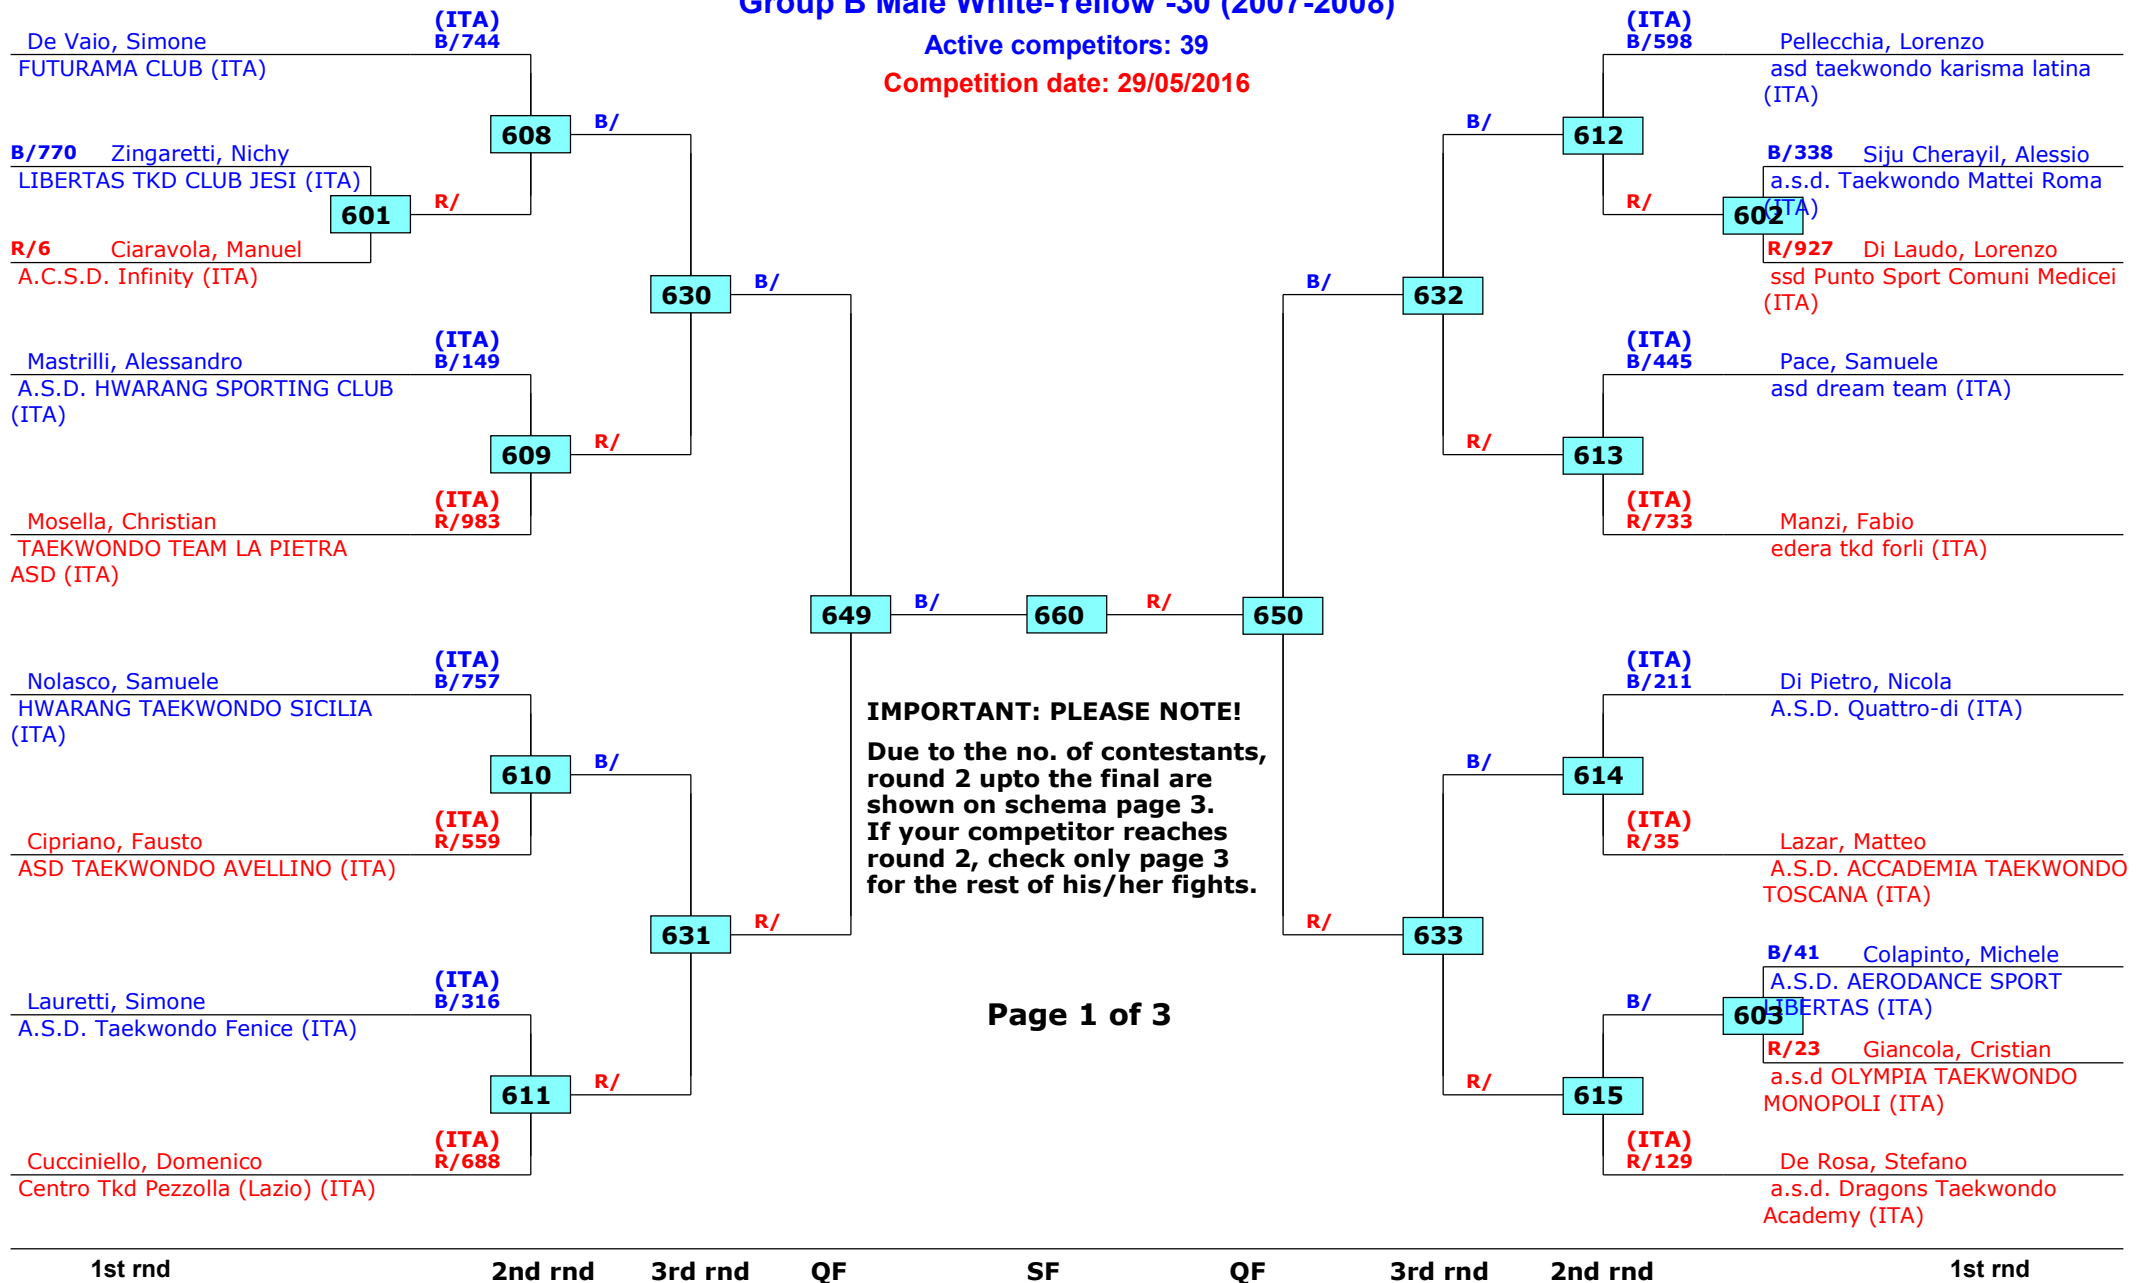 Group B Male White-Yellow -30 (2007-2008)
Active competitors: 39
Competition date: 29/05/2016
(ITA)
De Vaio, Simone B/744
FUTURAMA CLUB (ITA)
608 B/
B/770 Zingaretti, Nichy
LIBERTAS TKD CLUB JESI (ITA)
601 R/
R/6 Ciaravola, Manuel
A.C.S.D. Infinity (ITA)
630 B/
(ITA)
Mastrilli, Alessandro B/149
A.S.D. HWARANG SPORTING CLUB
(ITA)
609 R/
(ITA)
Mosella, Christian R/983
TAEKWONDO TEAM LA PIETRA
ASD (ITA)
649 B/ 660 R/ 650
(ITA)
Nolasco, Samuele B/757
HWARANG TAEKWONDO SICILIA
(ITA)
610 B/
(ITA)
Cipriano, Fausto R/559
ASD TAEKWONDO AVELLINO (ITA)
631 R/
(ITA)
Lauretti, Simone B/316
A.S.D. Taekwondo Fenice (ITA)
611 R/
(ITA)
Cucciniello, Domenico R/688
Centro Tkd Pezzolla (Lazio) (ITA)
IMPORTANT: PLEASE NOTE!
Due to the no. of contestants,
round 2 upto the final are
shown on schema page 3.
If your competitor reaches
round 2, check only page 3
for the rest of his/her fights.
Page 1 of 3
(ITA)
B/598 Pellecchia, Lorenzo
asd taekwondo karisma latina
(ITA)
B/ 612
B/338 Siju Cherayil, Alessio
a.s.d. Taekwondo Mattei Roma
(ITA)
R/ 602
R/927 Di Laudo, Lorenzo
ssd Punto Sport Comuni Medicei
(ITA)
B/ 632
(ITA)
B/445 Pace, Samuele
asd dream team (ITA)
R/ 613
(ITA)
R/733 Manzi, Fabio
edera tkd forli (ITA)
(ITA)
B/211 Di Pietro, Nicola
A.S.D. Quattro-di (ITA)
B/ 614
(ITA)
R/35 Lazar, Matteo
A.S.D. ACCADEMIA TAEKWONDO
TOSCANA (ITA)
R/ 633
B/41 Colapinto, Michele
A.S.D. AERODANCE SPORT
LIBERTAS (ITA)
B/ 603
R/23 Giancola, Cristian
a.s.d OLYMPIA TAEKWONDO
MONOPOLI (ITA)
R/ 615
(ITA)
R/129 De Rosa, Stefano
a.s.d. Dragons Taekwondo
Academy (ITA)
1st rnd 2nd rnd 3rd rnd QF SF QF 3rd rnd 2nd rnd 1st rnd